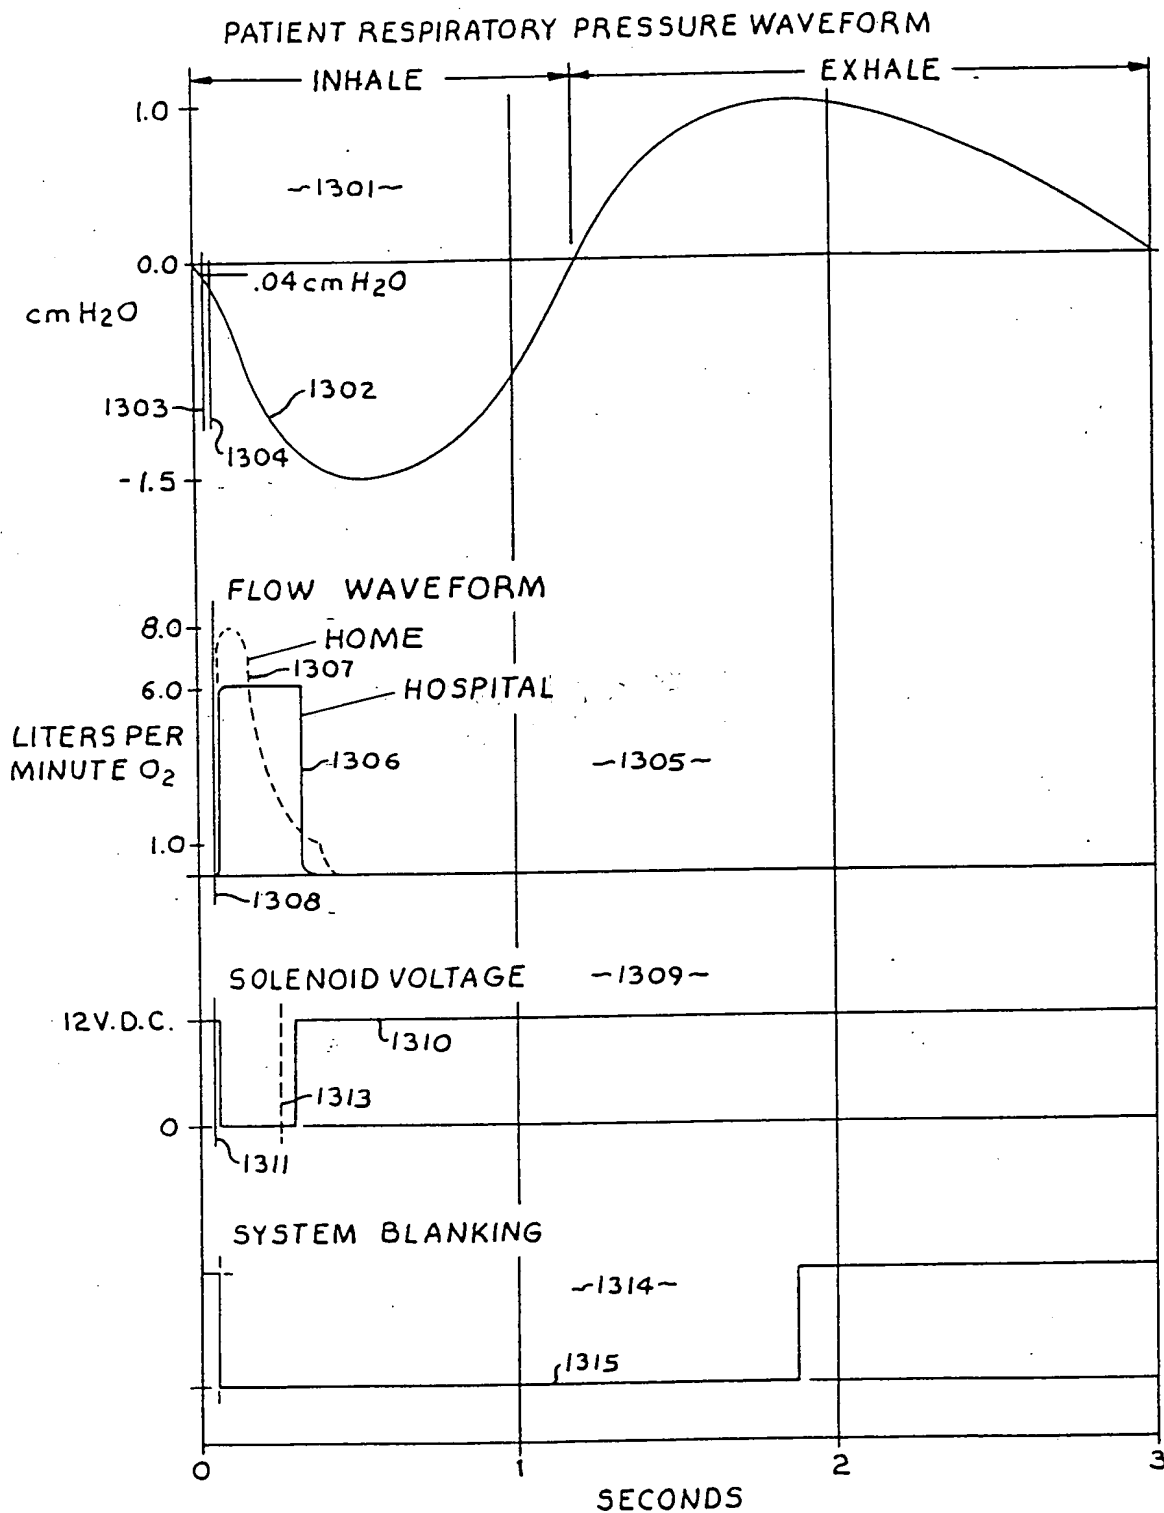 PATIENT RESPIRATORY PRESSURE WAVEFORM
INHALE
EXHALE
1.0
~1301~
0.0
.04 cm H2O
cm H2O
1302
1303
1304
-1.5
FLOW WAVEFORM
8.0
HOME
1307
6.0
HOSPITAL
LITERS PER
MINUTE O2
1306
~1305~
1.0
1308
SOLENOID VOLTAGE
~1309~
12V.D.C.
1310
1313
0
1311
SYSTEM BLANKING
~1314~
1315
0
1
2
3
SECONDS